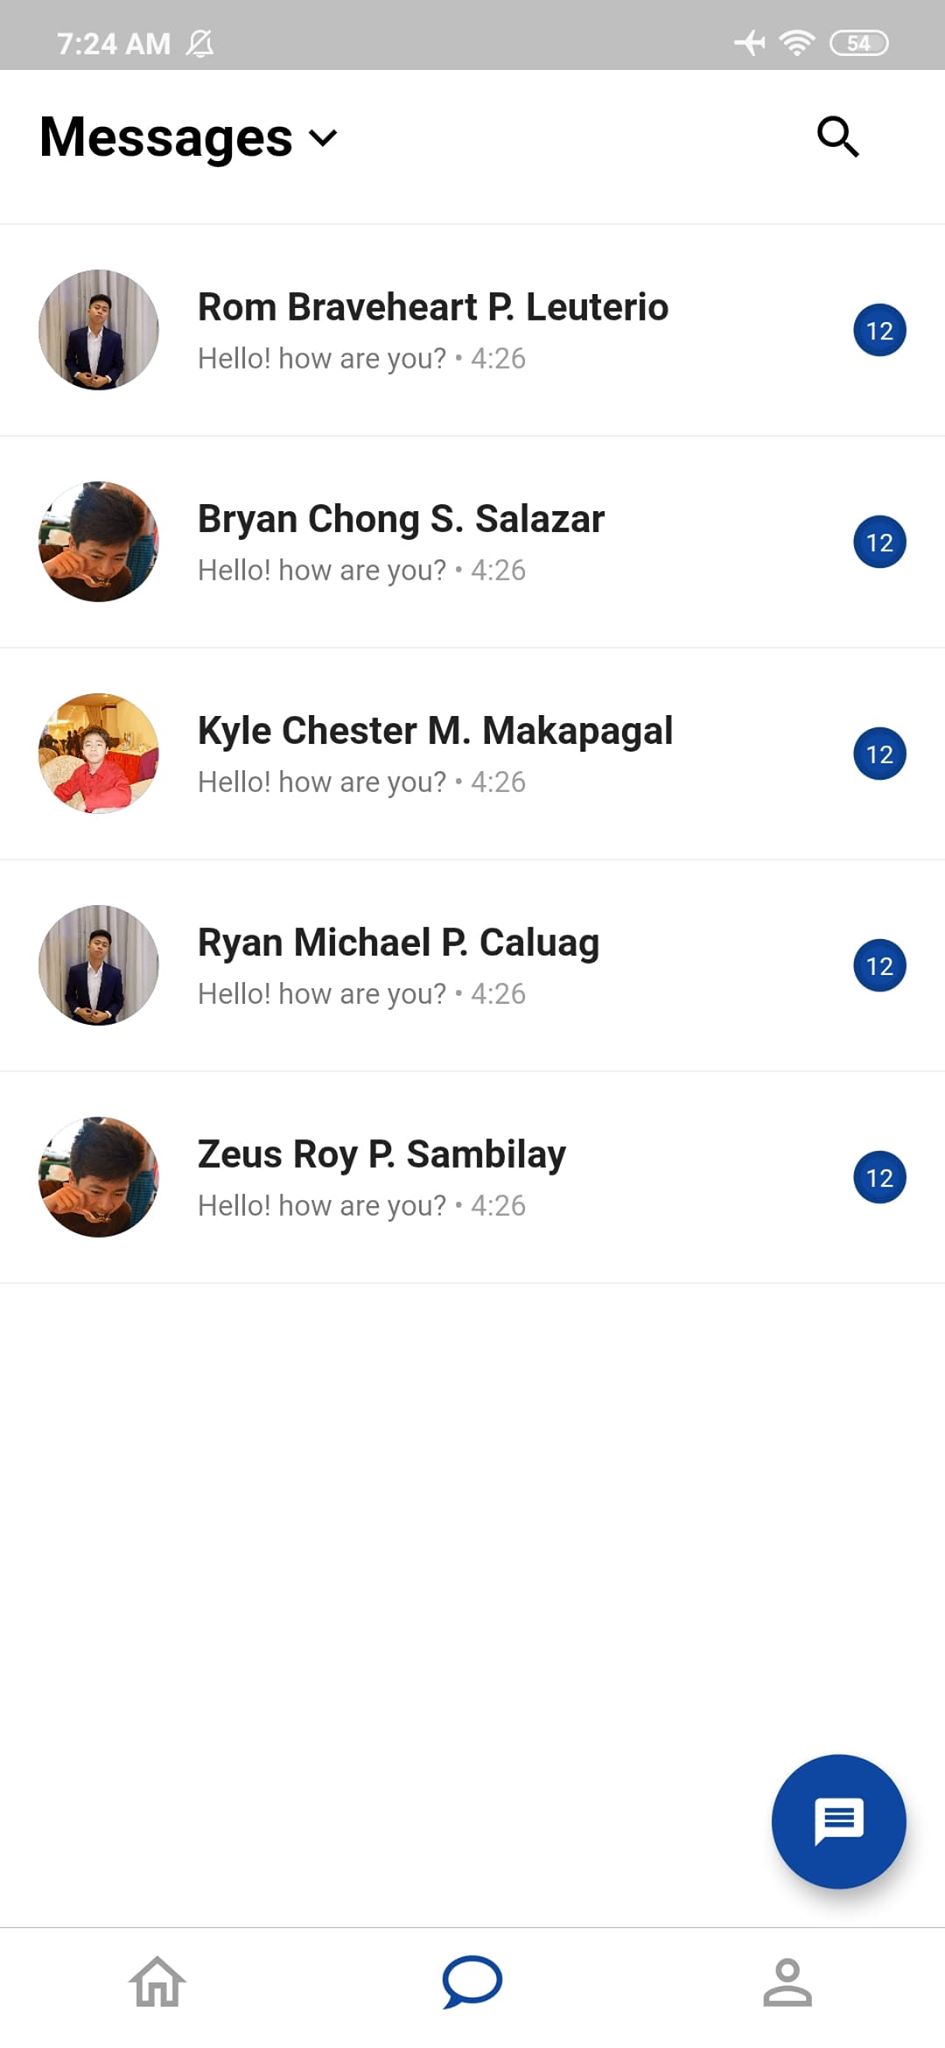 7:24 AM 54
Messages
Rom Braveheart P. Leuterio
Hello! how are you? • 4:26
12
Bryan Chong S. Salazar
Hello! how are you? • 4:26
12
Kyle Chester M. Makapagal
Hello! how are you? • 4:26
12
Ryan Michael P. Caluag
Hello! how are you? • 4:26
12
Zeus Roy P. Sambilay
Hello! how are you? • 4:26
12